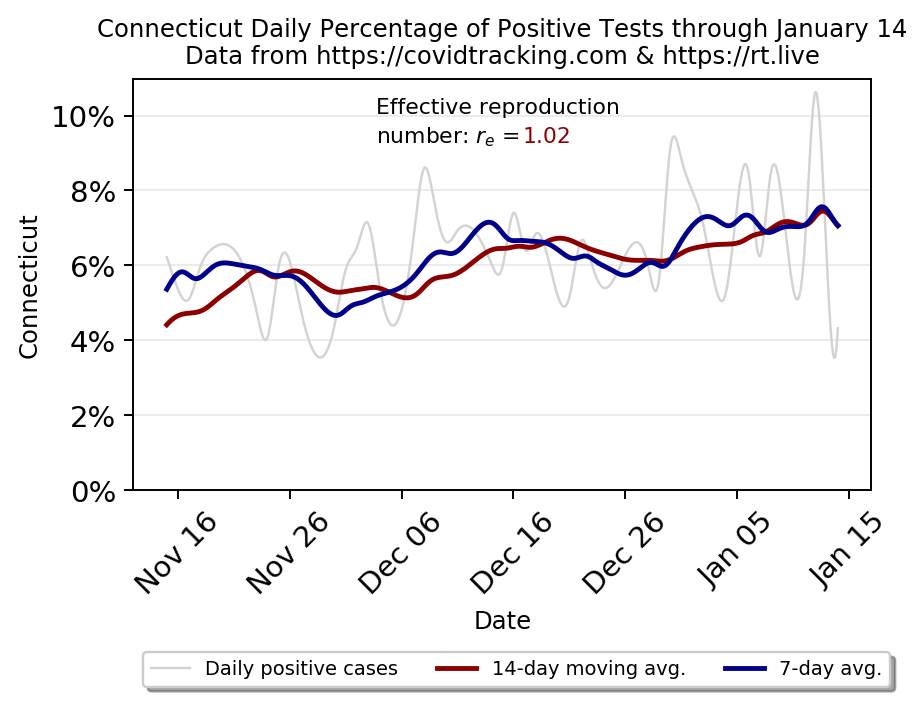 Connecticut Daily Percentage of Positive Tests through January 14
Data from https://covidtracking.com & https://rt.live
Effective reproduction
number: rₑ =1.02
10%
8%
6%
4%
2%
0%
Connecticut
Nov 16
Nov 26
Dec 06
Dec 16
Dec 26
Jan 05
Jan 15
Date
Daily positive cases
14-day moving avg.
7-day avg.